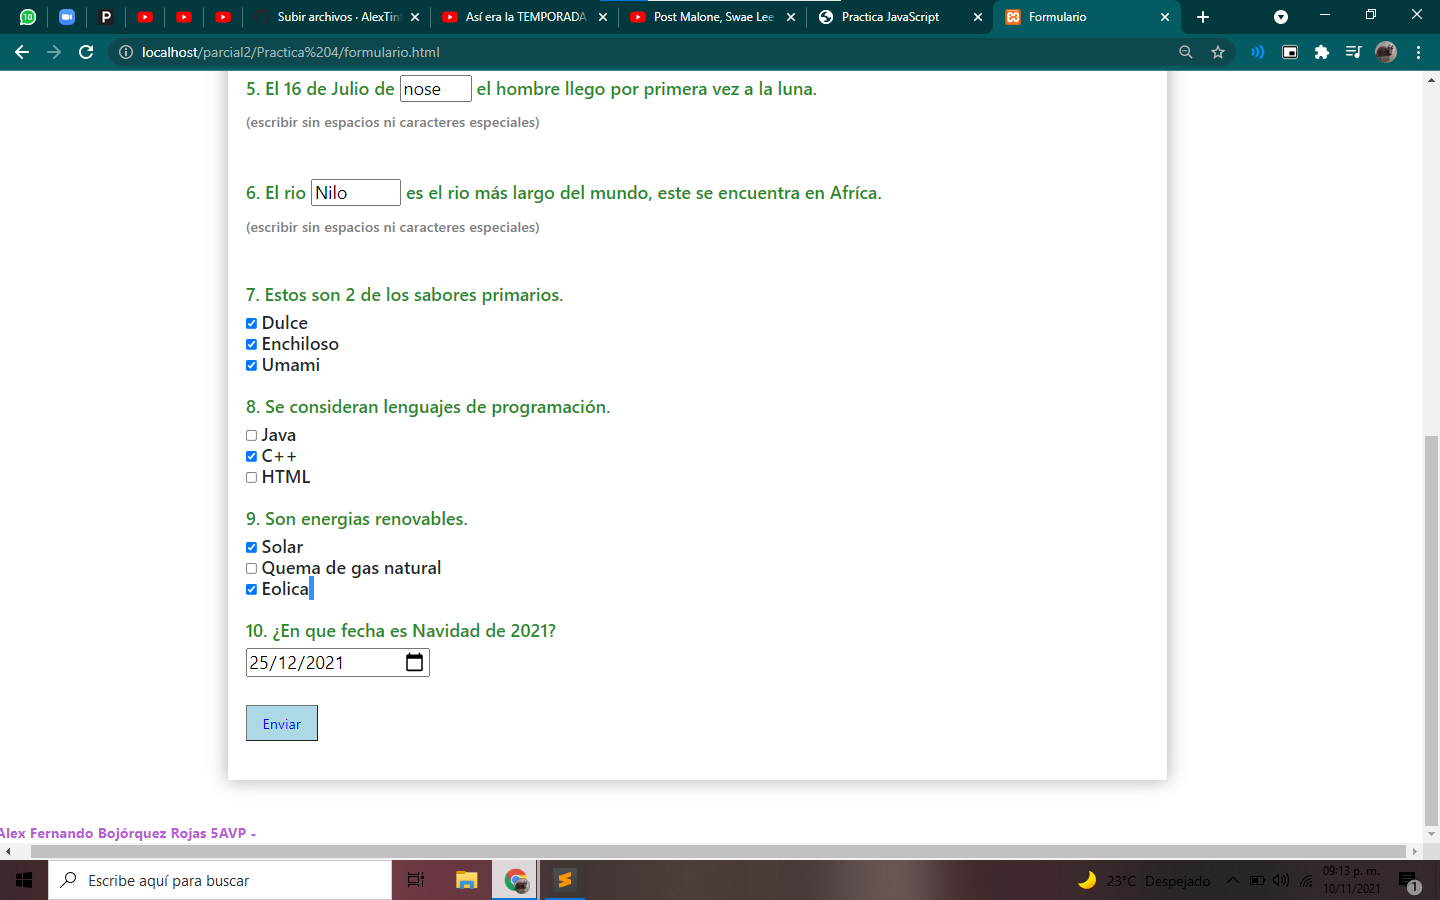 10
Subir archivos · AlexTin
Así era la TEMPORADA
Post Malone, Swae Lee
Practica JavaScript
Formulario
localhost/parcial2/Practica%204/formulario.html
5. El 16 de Julio de nose el hombre llego por primera vez a la luna.
(escribir sin espacios ni caracteres especiales)
6. El rio Nilo es el rio más largo del mundo, este se encuentra en Afríca.
(escribir sin espacios ni caracteres especiales)
7. Estos son 2 de los sabores primarios.
Dulce
Enchiloso
Umami
8. Se consideran lenguajes de programación.
Java
C++
HTML
9. Son energias renovables.
Solar
Quema de gas natural
Eolica
10. ¿En que fecha es Navidad de 2021?
25/12/2021
Enviar
Alex Fernando Bojórquez Rojas 5AVP -
Escribe aquí para buscar
23°C Despejado
09:13 p. m.
10/11/2021
1